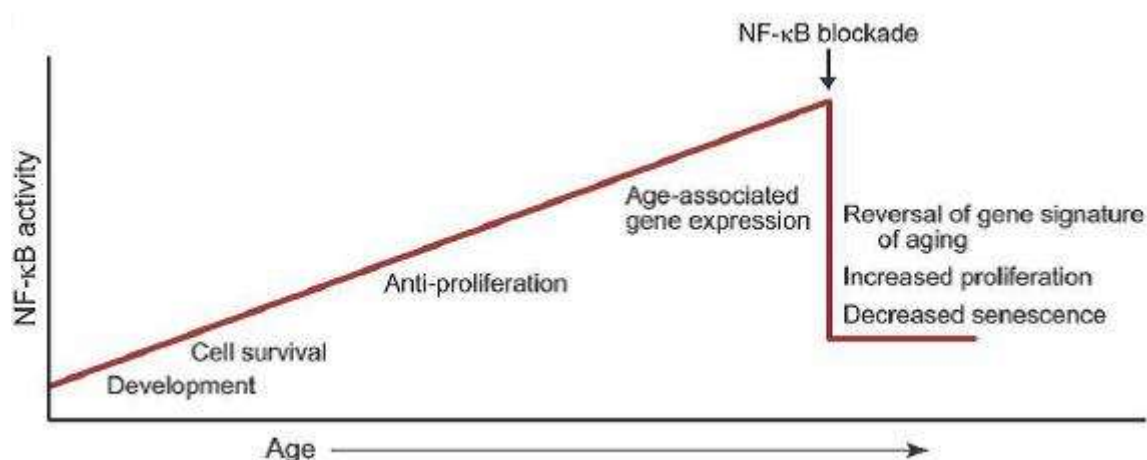 NF-κB blockade
NF-κB activity
Age-associated
gene expression
Reversal of gene signature
of aging
Anti-proliferation
Increased proliferation
Decreased senescence
Cell survival
Development
Age